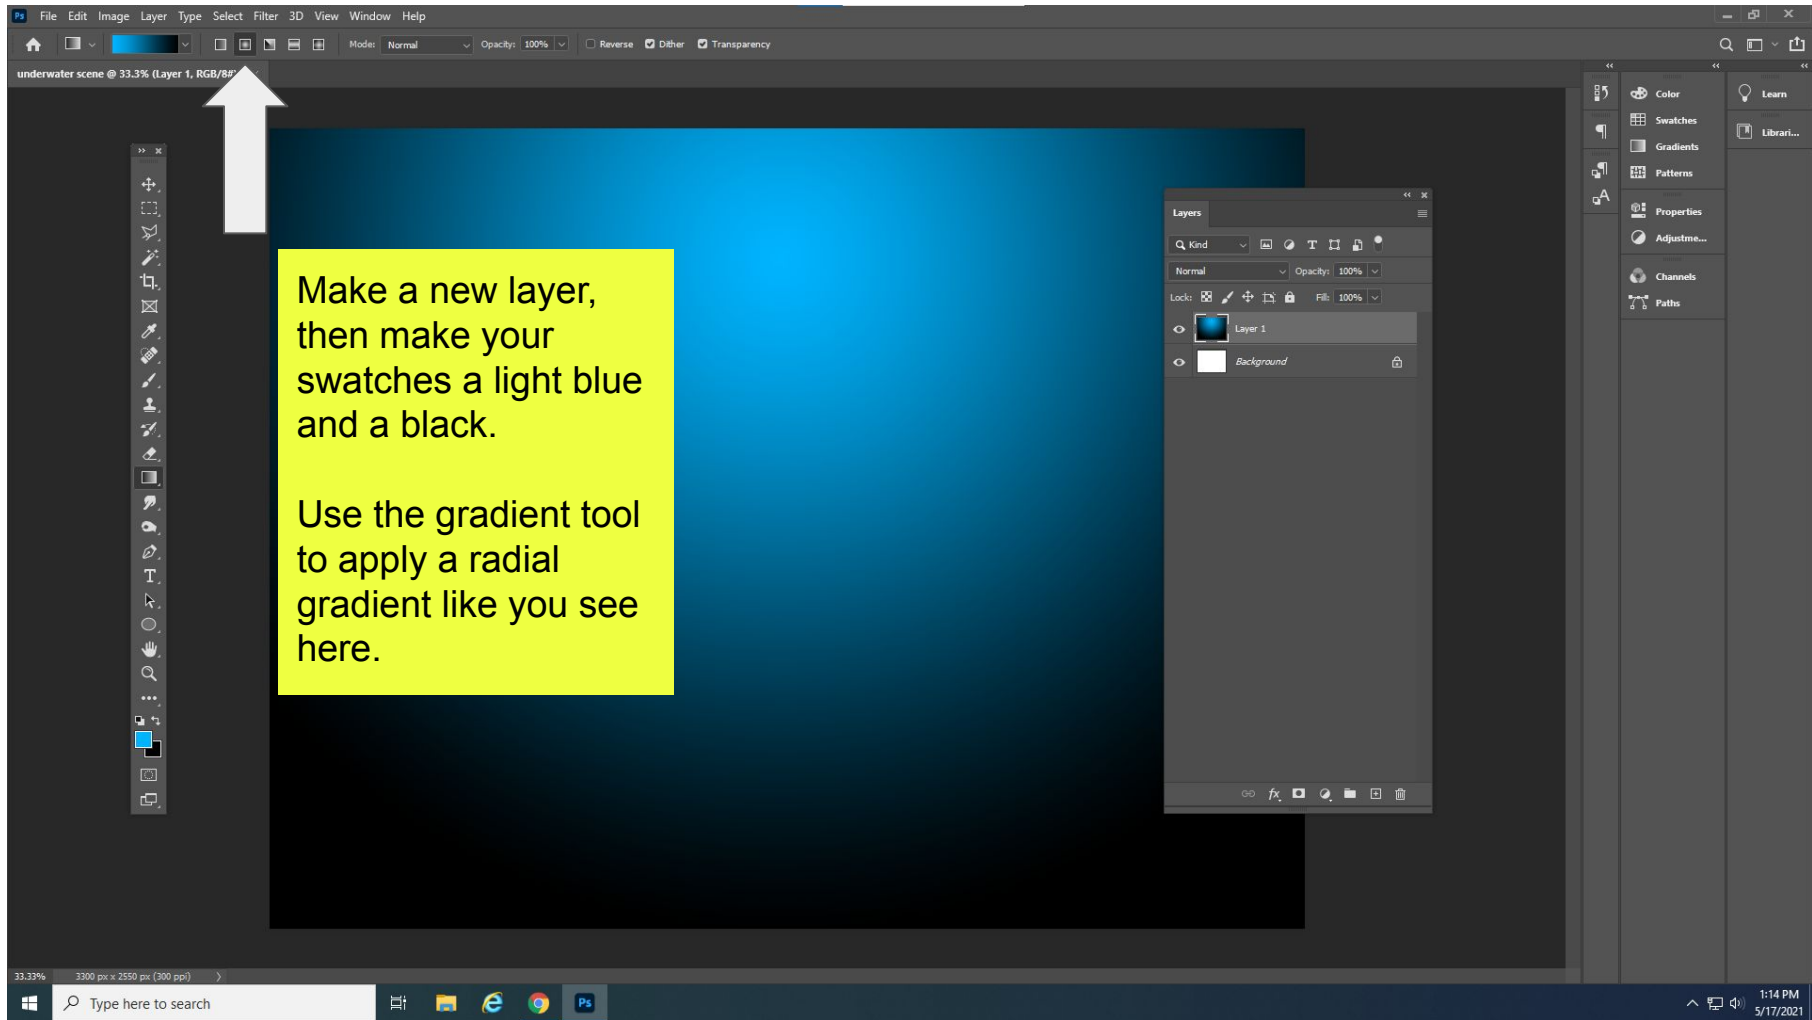 Ps File Edit Image Layer Type Select Filter 3D View Window Help
Mode: Normal Opacity: 100% Reverse Dither Transparency
underwater scene @ 33.3% (Layer 1, RGB/8#)
Color
Learn
Swatches
Librari...
Gradients
Patterns
Properties
Adjustme...
Channels
Paths
Layers
Kind
Normal Opacity: 100%
Lock: Fill: 100%
Layer 1
Background
Make a new layer,
then make your
swatches a light blue
and a black.
Use the gradient tool
to apply a radial
gradient like you see
here.
33.33% 3300 px x 2550 px (300 ppi)
Type here to search
Ps
1:14 PM
5/17/2021